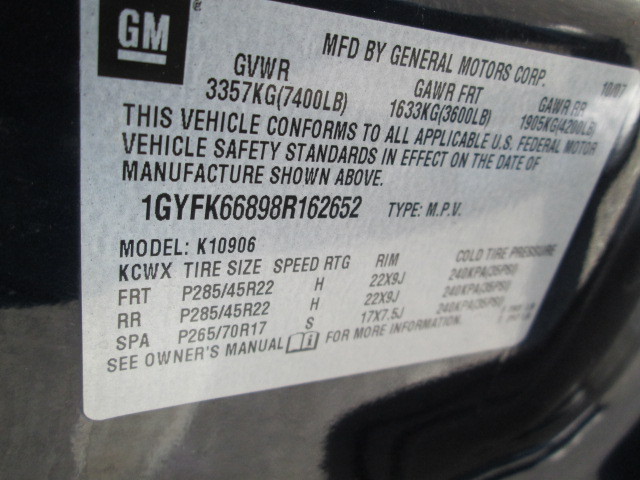 GM ®
MFD BY GENERAL MOTORS CORP. 10/07
GVWR GAWR FRT GAWR RR
3357KG(7400LB) 1633KG(3600LB) 1905KG(4200LB)
THIS VEHICLE CONFORMS TO ALL APPLICABLE U.S. FEDERAL MOTOR
VEHICLE SAFETY STANDARDS IN EFFECT ON THE DATE OF
MANUFACTURE SHOWN ABOVE.
1GYFK66898R162652 TYPE: M.P.V.
MODEL: K10906
KCWX TIRE SIZE SPEED RTG RIM COLD TIRE PRESSURE
FRT P285/45R22 H 22X9J 240KPA(35PSI)
RR P285/45R22 H 22X9J 240KPA(35PSI)
SPA P265/70R17 S 17X7.5J 240KPA(35PSI)
SEE OWNER'S MANUAL FOR MORE INFORMATION.